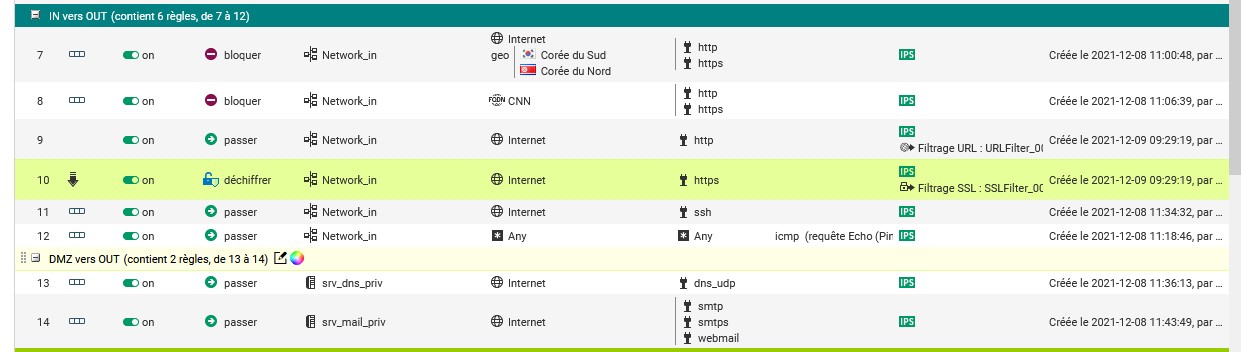 IN vers OUT (contient 6 règles, de 7 à 12)
7 on bloquer Network_in Internet geo Corée du Sud Corée du Nord http https IPS Créée le 2021-12-08 11:00:48, par ...
8 on bloquer Network_in FQDN CNN http https IPS Créée le 2021-12-08 11:06:39, par ...
9 on passer Network_in Internet http IPS Filtrage URL : URLFilter_00 Créée le 2021-12-09 09:29:19, par ...
10 on déchiffrer Network_in Internet https IPS Filtrage SSL : SSLFilter_00 Créée le 2021-12-09 09:29:19, par ...
11 on passer Network_in Internet ssh IPS Créée le 2021-12-08 11:34:32, par ...
12 on passer Network_in Any Any icmp (requête Echo (Pin IPS Créée le 2021-12-08 11:18:46, par ...
DMZ vers OUT (contient 2 règles, de 13 à 14)
13 on passer srv_dns_priv Internet dns_udp IPS Créée le 2021-12-08 11:36:13, par ...
14 on passer srv_mail_priv Internet smtp smtps webmail IPS Créée le 2021-12-08 11:43:49, par ...